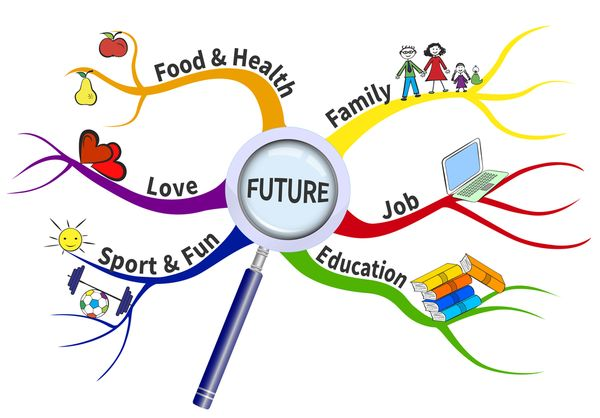 Food & Health
Family
Love
FUTURE
Job
Sport & Fun
Education